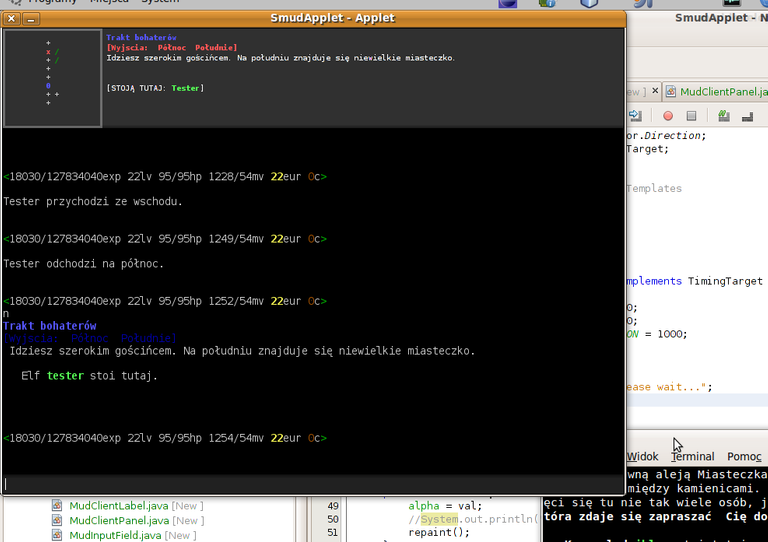 Programy Miejsca System
SmudApplet - Applet
Trakt bohaterów
[Wyjscia: Północ Południe]
Idziesz szerokim gościńcem. Na południu znajduje się niewielkie miasteczko.
[STOJĄ TUTAJ: Tester]
<18030/127834040exp 22lv 95/95hp 1228/54mv 22eur 0c>
Tester przychodzi ze wschodu.
<18030/127834040exp 22lv 95/95hp 1249/54mv 22eur 0c>
Tester odchodzi na północ.
<18030/127834040exp 22lv 95/95hp 1252/54mv 22eur 0c>
n
Trakt bohaterów
[Wyjscia: Północ Południe]
Idziesz szerokim gościńcem. Na południu znajduje się niewielkie miasteczko.
Elf tester stoi tutaj.
<18030/127834040exp 22lv 95/95hp 1254/54mv 22eur 0c>
SmudApplet - N
ew ] MudClientPanel.ja
or.Direction;
Target;
Templates
mplements TimingTarget
0;
0;
ON = 1000;
ease wait...";
Widok Terminal Pomoc
wną aleją Miasteczka
między kamienicami.
ęci się tu nie tak wiele osób, j
tóra zdaje się zapraszać Cię do
MudClientLabel.java [New ]
MudClientPanel.java [New ]
MudInputField.java [New ]
49 alpha = val;
50 //System.out.println(
51 repaint();